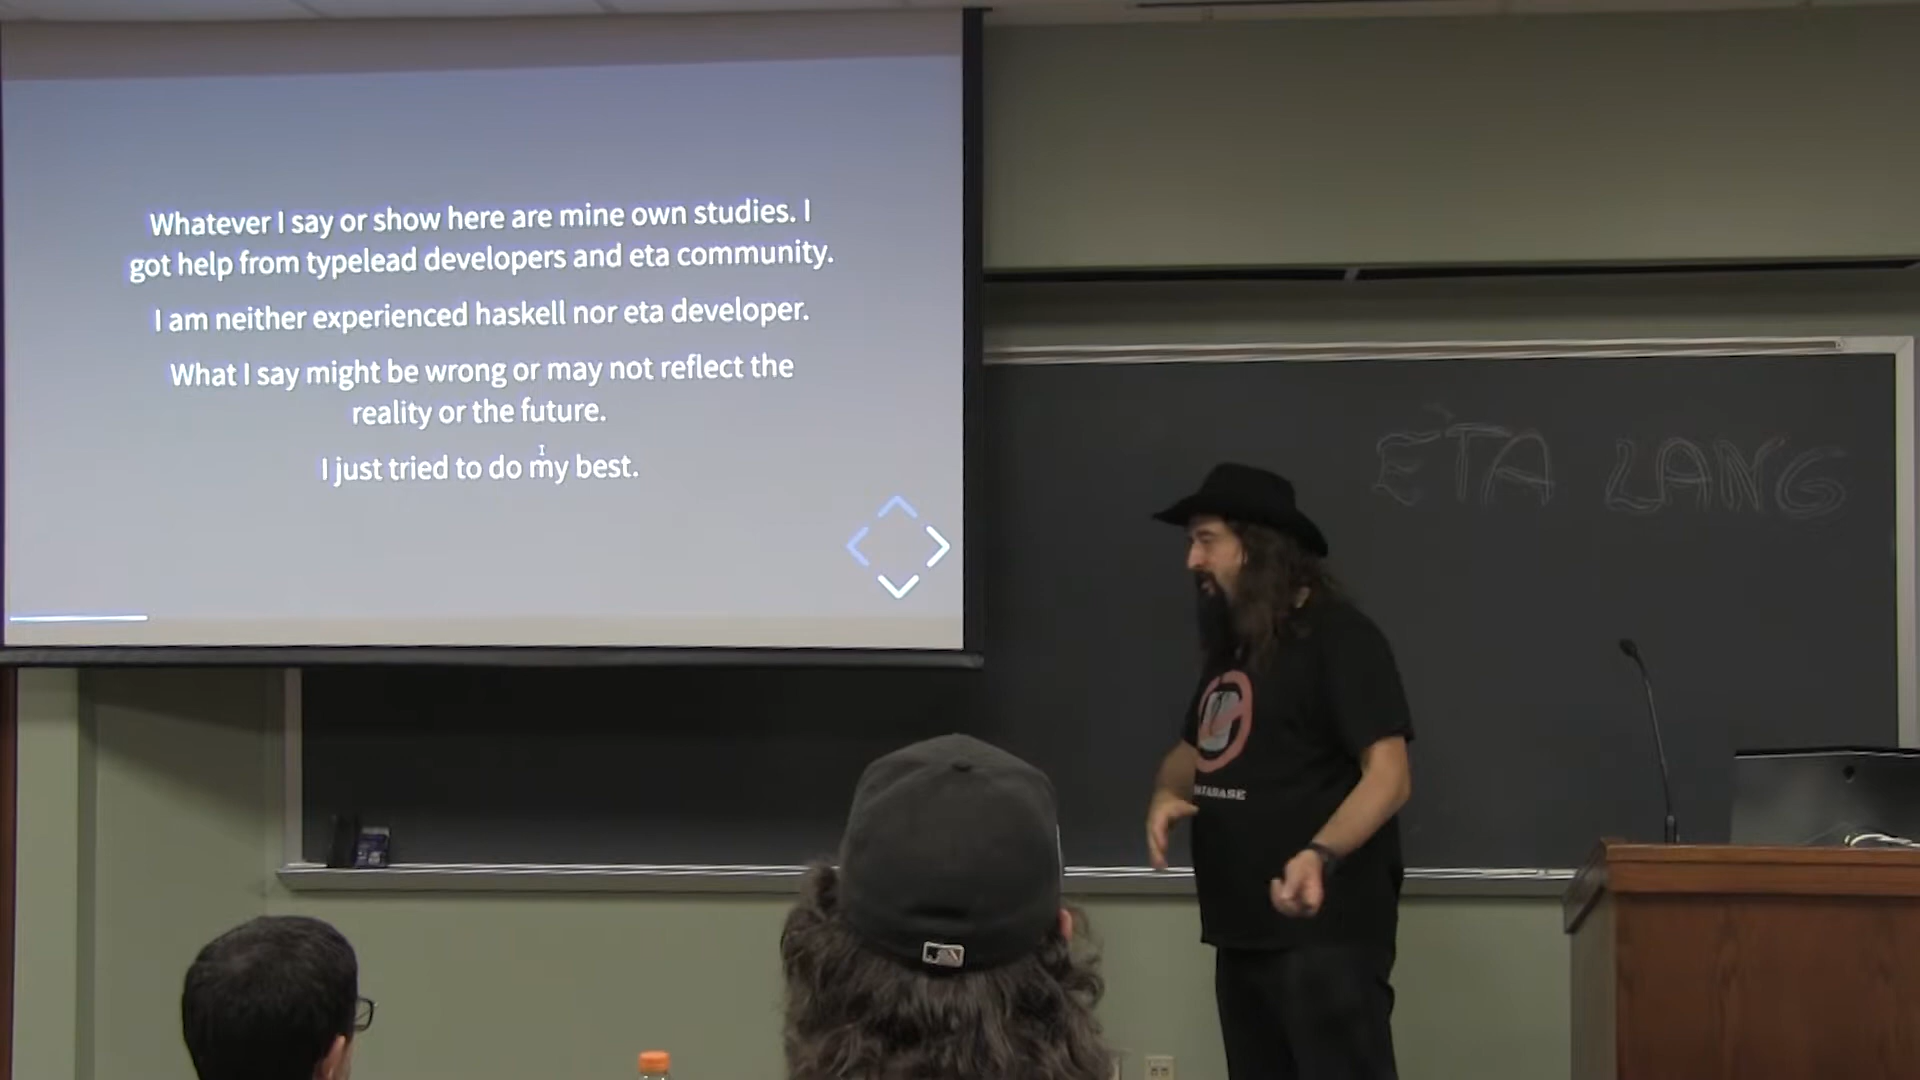 Whatever I say or show here are mine own studies. I
got help from typelead developers and eta community.
I am neither experienced haskell nor eta developer.
What I say might be wrong or may not reflect the
reality or the future.
I just tried to do my best.
ETA LANG